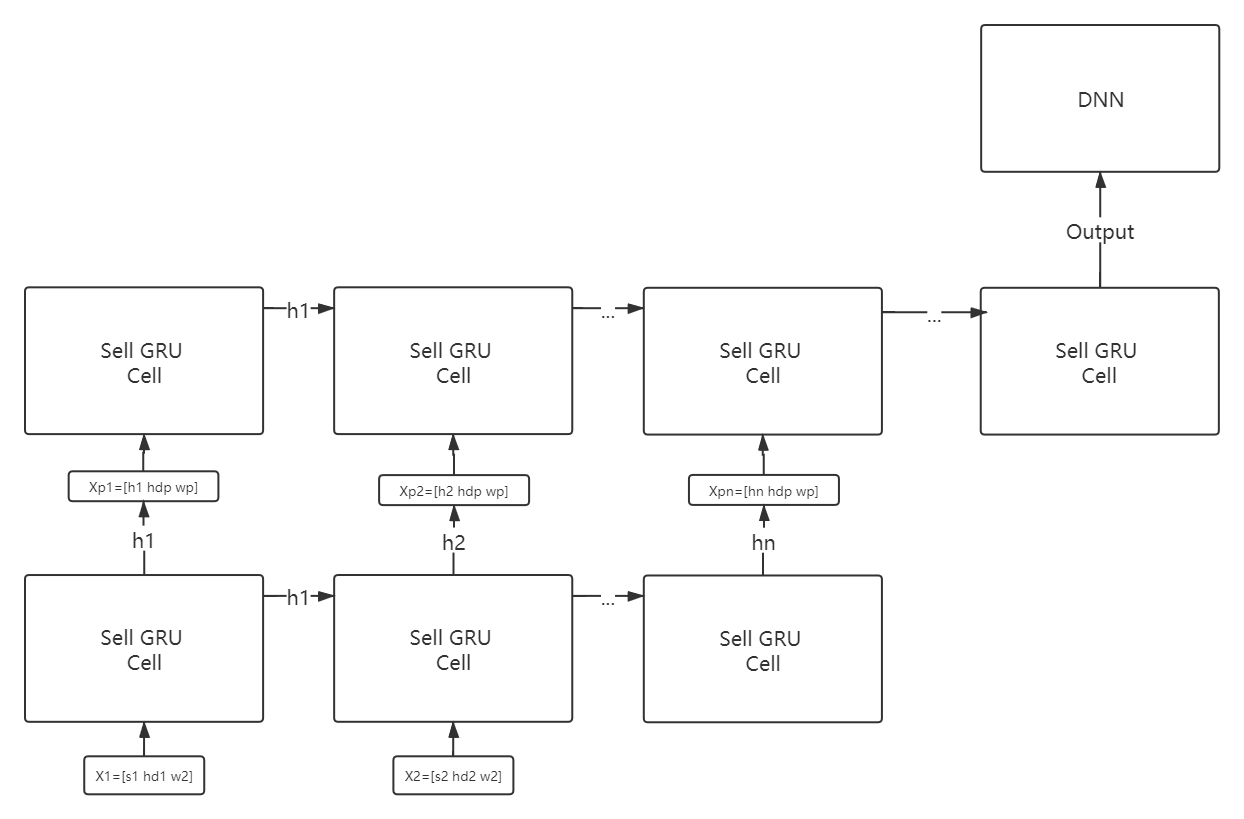 DNN
Output
Sell GRU
Cell
h1
Sell GRU
Cell
...
Sell GRU
Cell
...
Sell GRU
Cell
Xp1=[h1 hdp wp]
Xp2=[h2 hdp wp]
Xpn=[hn hdp wp]
h1
h2
hn
Sell GRU
Cell
h1
Sell GRU
Cell
...
Sell GRU
Cell
X1=[s1 hd1 w2]
X2=[s2 hd2 w2]